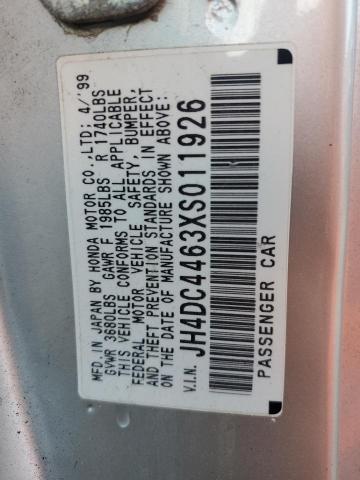 MFD. IN JAPAN BY HONDA MOTOR CO.,LTD; 4/'99
GVWR 3680LBS GAWR F 1985LBS R 1740LBS
THIS VEHICLE CONFORMS TO ALL APPLICABLE
FEDERAL MOTOR VEHICLE SAFETY, BUMPER,
AND THEFT PREVENTION STANDARDS IN EFFECT
ON THE DATE OF MANUFACTURE SHOWN ABOVE:
V.I.N. JH4DC4463XS011926
PASSENGER CAR